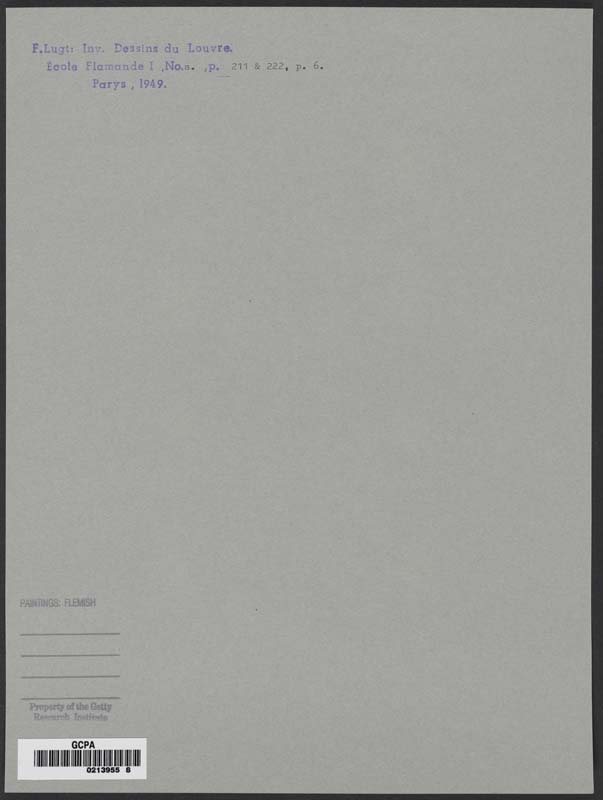 F.Lugt: Inv. Dessins du Louvre.
Ecole Flamande I ,No.s. ,p. 211 & 222, p. 6.
Parys , 1949.
PAINTINGS: FLEMISH
Property of the Getty
Research Institute
GCPA
0213955 8